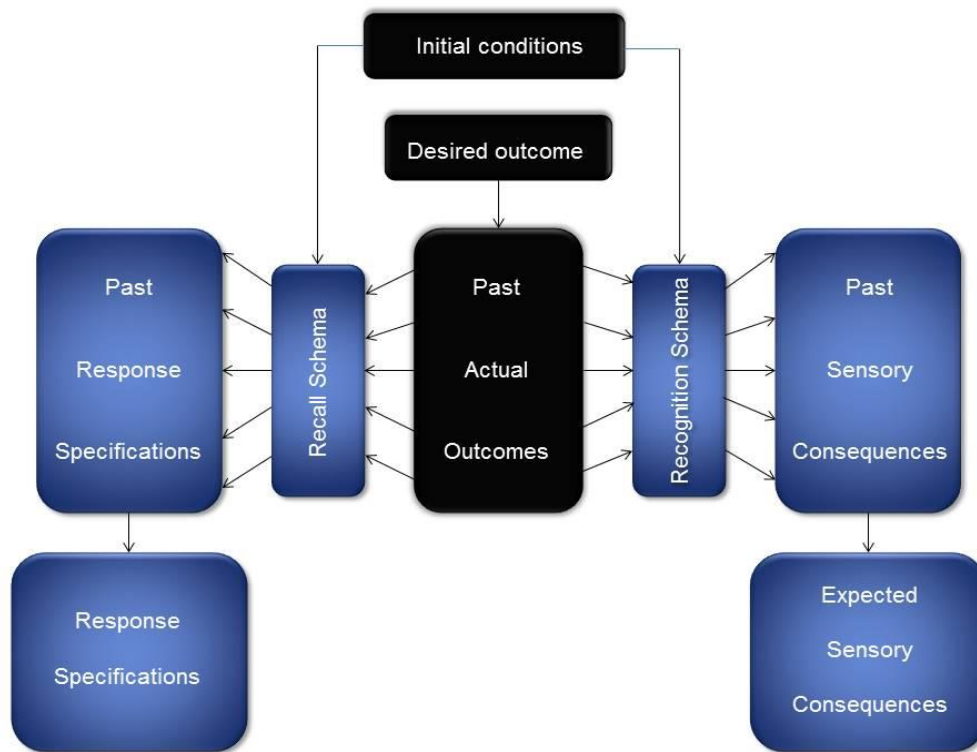 Initial conditions
Desired outcome
Past
Response
Specifications
Recall Schema
Past
Actual
Outcomes
Recognition Schema
Past
Sensory
Consequences
Response
Specifications
Expected
Sensory
Consequences